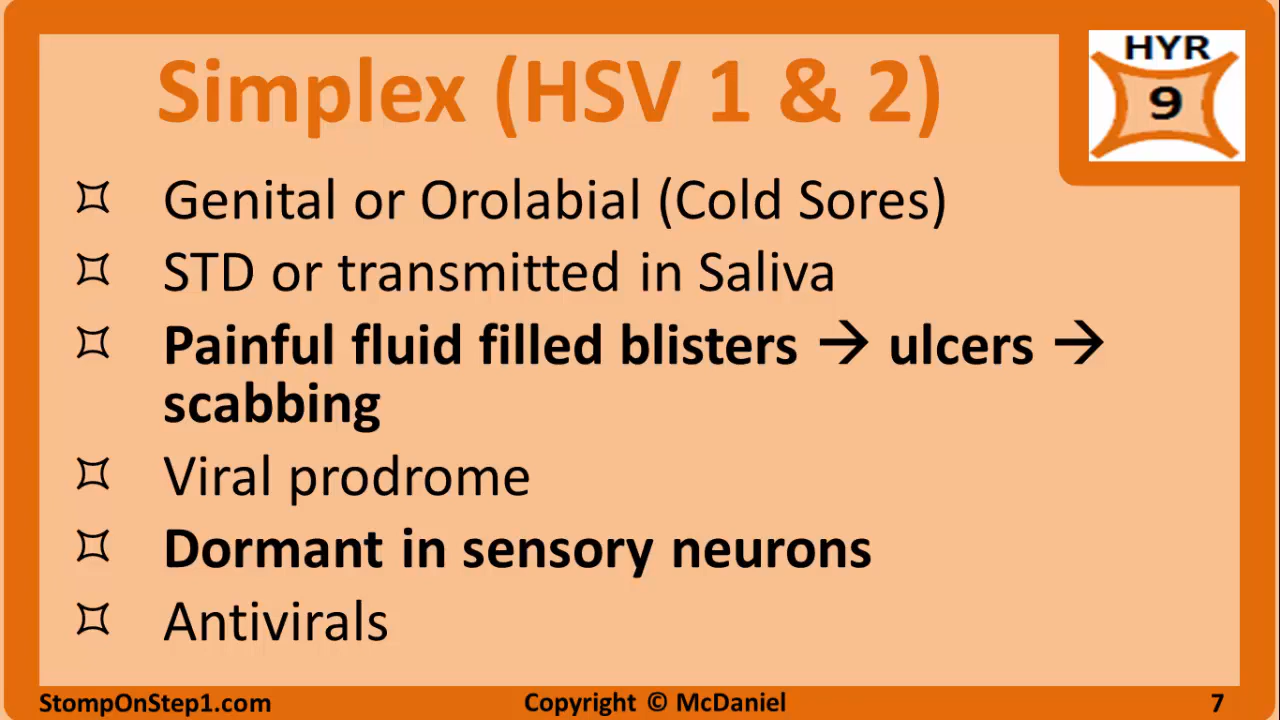 Simplex (HSV 1 & 2)
HYR
9
Genital or Orolabial (Cold Sores)
STD or transmitted in Saliva
Painful fluid filled blisters → ulcers →
scabbing
Viral prodrome
Dormant in sensory neurons
Antivirals
StompOnStep1.com
Copyright © McDaniel
7